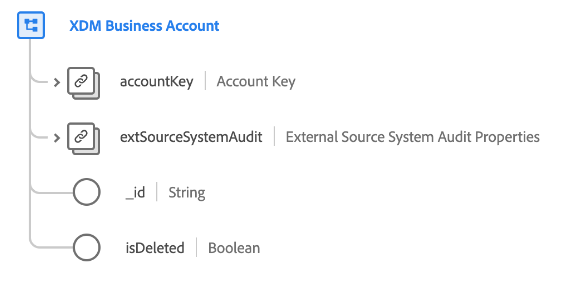 XDM Business Account
accountKey | Account Key
extSourceSystemAudit | External Source System Audit Properties
_id | String
isDeleted | Boolean